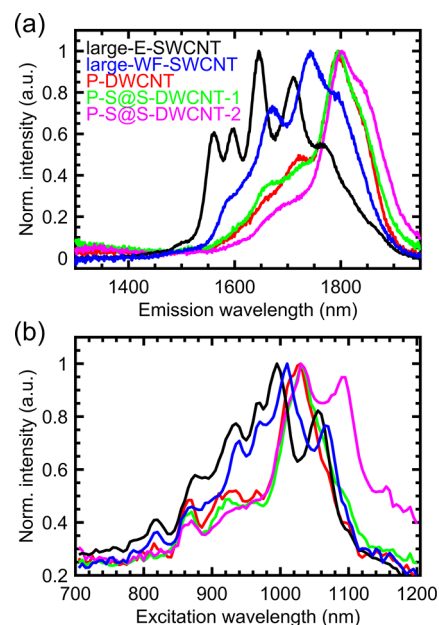 (a)
large-E-SWCNT
large-WF-SWCNT
P-DWCNT
P-S@S-DWCNT-1
P-S@S-DWCNT-2
Norm. intensity (a.u.)
1
0.8
0.6
0.4
0.2
0
1400 1600 1800
Emission wavelength (nm)
(b)
Norm. intensity (a.u.)
1
0.8
0.6
0.4
0.2
700 800 900 1000 1100 1200
Excitation wavelength (nm)